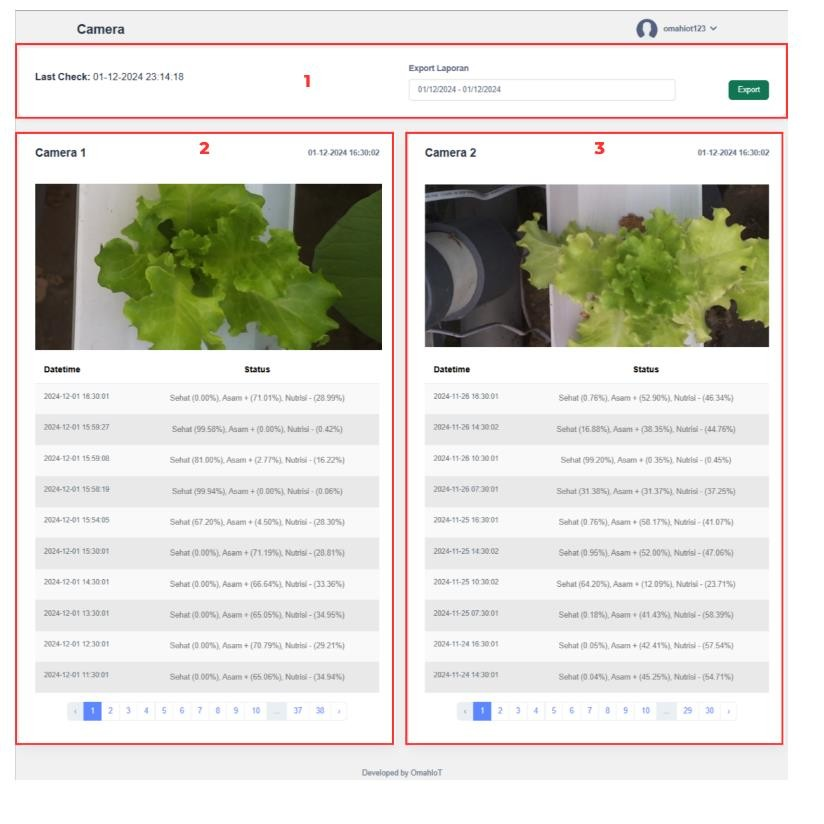 Camera
omahiot123
1
Last Check: 01-12-2024 23:14.18
Export Laporan
01/12/2024 - 01/12/2024
Export
2
Camera 1
01-12-2024 16:30:02
Datetime Status
2024-12-01 16:30:01 Sehat (0.00%), Asam + (71.01%), Nutrisi - (28.99%)
2024-12-01 15:59:27 Sehat (99.58%), Asam + (0.00%), Nutrisi - (0.42%)
2024-12-01 15:59:08 Sehat (81.00%), Asam + (2.77%), Nutrisi - (16.22%)
2024-12-01 15:58:19 Sehat (99.94%), Asam + (0.00%), Nutrisi - (0.06%)
2024-12-01 15:54:05 Sehat (67.20%), Asam + (4.50%), Nutrisi - (28.30%)
2024-12-01 15:30:01 Sehat (0.00%), Asam + (71.19%), Nutrisi - (28.81%)
2024-12-01 14:30:01 Sehat (0.00%), Asam + (66.64%), Nutrisi - (33.36%)
2024-12-01 13:30:01 Sehat (0.00%), Asam + (65.05%), Nutrisi - (34.95%)
2024-12-01 12:30:01 Sehat (0.00%), Asam + (70.79%), Nutrisi - (29.21%)
2024-12-01 11:30:01 Sehat (0.00%), Asam + (65.06%), Nutrisi - (34.94%)
‹ 1 2 3 4 5 6 7 8 9 10 ... 37 38 ›
3
Camera 2
01-12-2024 16:30:02
Datetime Status
2024-11-26 16:30:01 Sehat (0.76%), Asam + (52.90%), Nutrisi - (46.34%)
2024-11-26 14:30:02 Sehat (16.88%), Asam + (38.35%), Nutrisi - (44.76%)
2024-11-26 10:30:01 Sehat (99.20%), Asam + (0.35%), Nutrisi - (0.45%)
2024-11-26 07:30:01 Sehat (31.38%), Asam + (31.37%), Nutrisi - (37.25%)
2024-11-25 16:30:01 Sehat (0.76%), Asam + (58.17%), Nutrisi - (41.07%)
2024-11-25 14:30:02 Sehat (0.95%), Asam + (52.00%), Nutrisi - (47.06%)
2024-11-25 10:30:02 Sehat (64.20%), Asam + (12.09%), Nutrisi - (23.71%)
2024-11-25 07:30:01 Sehat (0.18%), Asam + (41.43%), Nutrisi - (58.39%)
2024-11-24 16:30:01 Sehat (0.05%), Asam + (42.41%), Nutrisi - (57.54%)
2024-11-24 14:30:01 Sehat (0.04%), Asam + (45.25%), Nutrisi - (54.71%)
‹ 1 2 3 4 5 6 7 8 9 10 ... 29 30 ›
Developed by OmahIoT